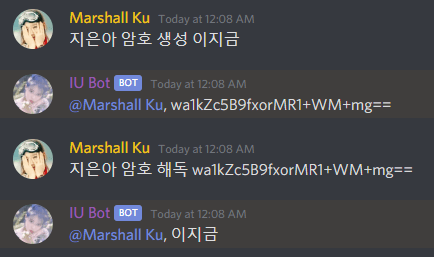 Marshall Ku Today at 12:08 AM
지은아 암호 생성 이지금
IU Bot BOT Today at 12:08 AM
@Marshall Ku, wa1kZc5B9fxorMR1+WM+mg==
Marshall Ku Today at 12:08 AM
지은아 암호 해독 wa1kZc5B9fxorMR1+WM+mg==
IU Bot BOT Today at 12:08 AM
@Marshall Ku, 이지금